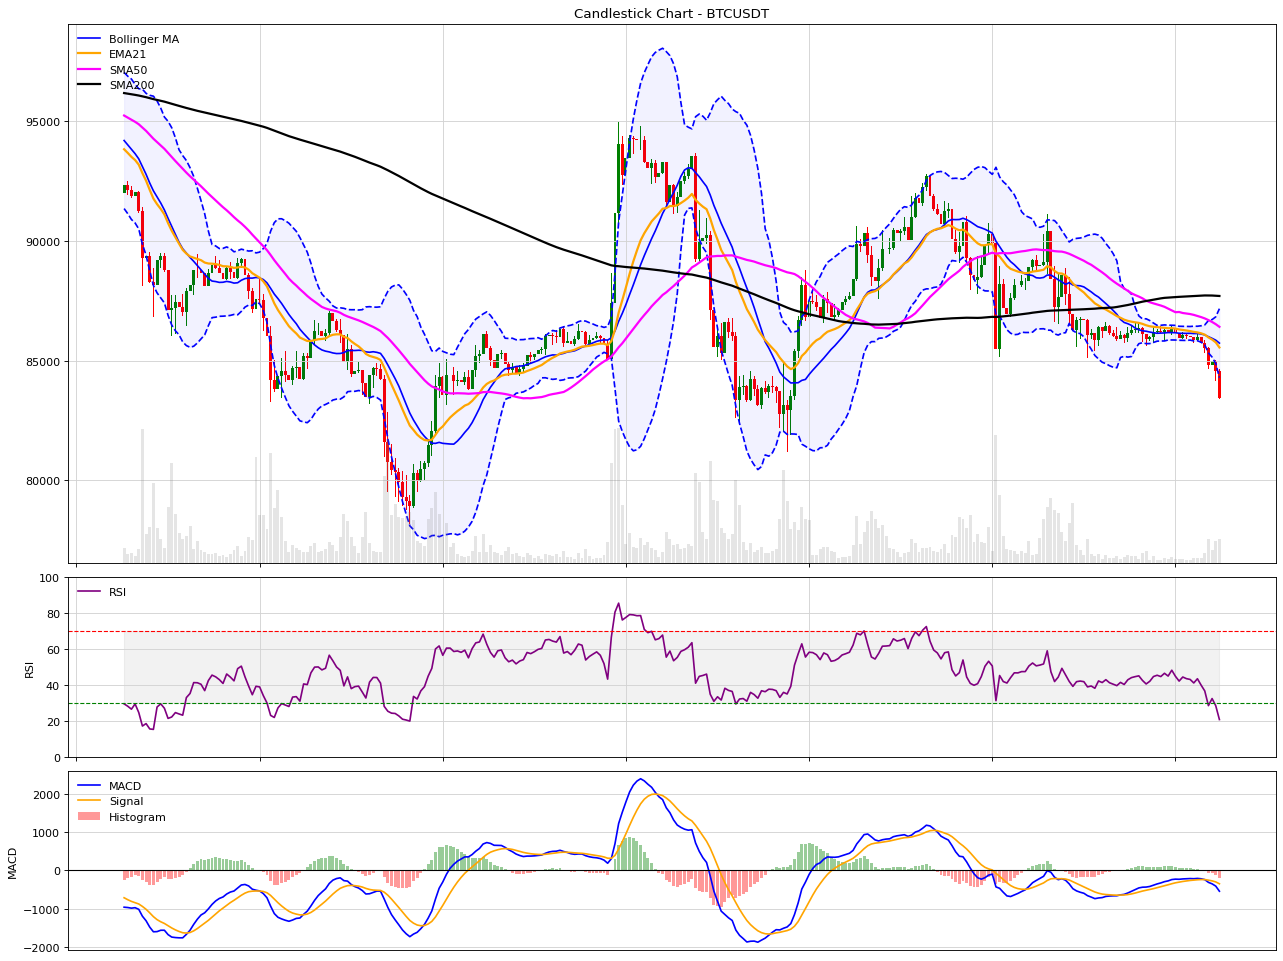 Candlestick Chart - BTCUSDT
Bollinger MA
EMA21
SMA50
SMA200
95000
90000
85000
80000
100
80
60
40
20
0
RSI
RSI
2000
1000
0
−1000
−2000
MACD
MACD
Signal
Histogram